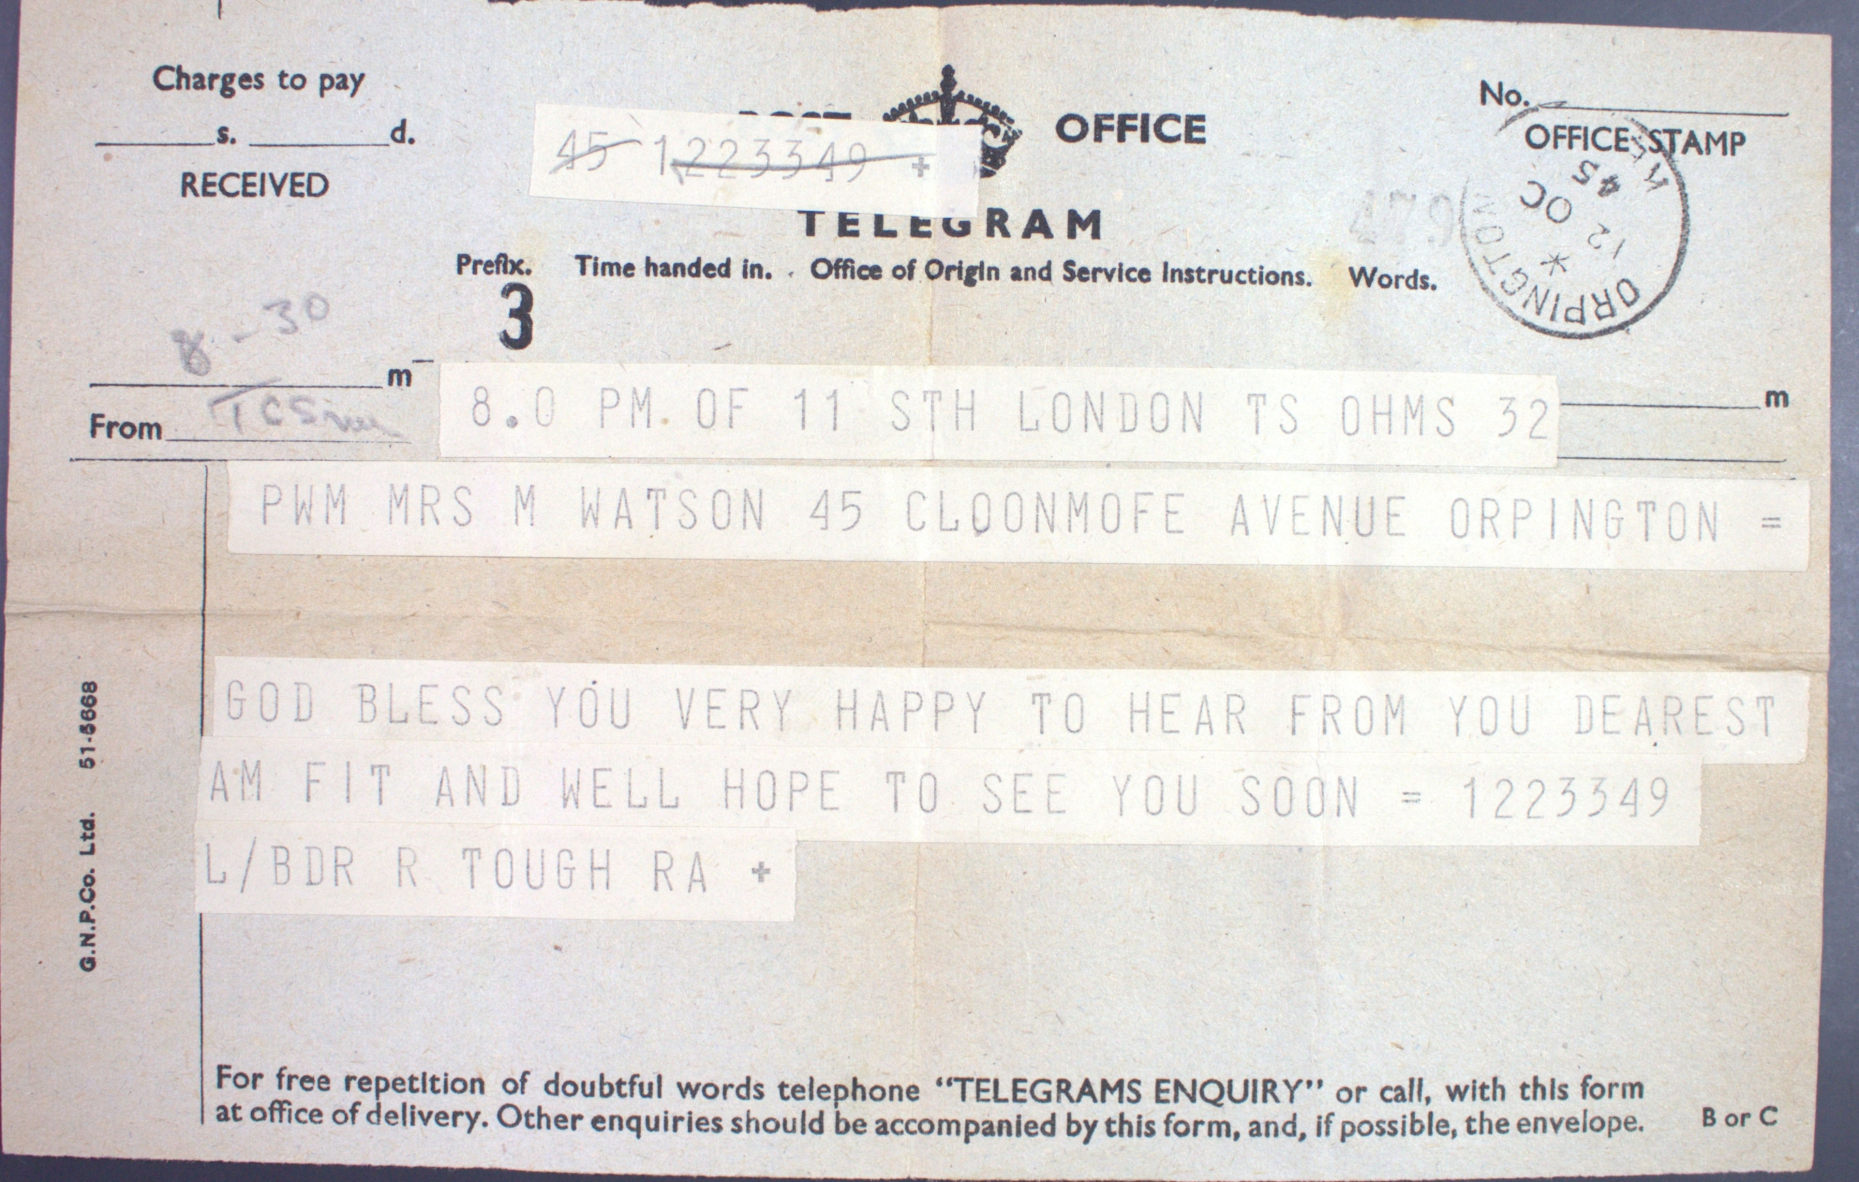 Charges to pay
s. d.
RECEIVED
POST OFFICE
45 1223349 +
TELEGRAM
No.
OFFICE STAMP
ORPINGTON KENT
12 OC
45
479
Prefix. Time handed in. Office of Origin and Service Instructions. Words.
3
8-30
m
From
8.0 PM OF 11 STH LONDON TS OHMS 32
m
PWM MRS M WATSON 45 CLOONMOFE AVENUE ORPINGTON =
GOD BLESS YOU VERY HAPPY TO HEAR FROM YOU DEAREST
AM FIT AND WELL HOPE TO SEE YOU SOON = 1223349
L/BDR R TOUGH RA +
G.N.P.Co. Ltd. 51-5668
For free repetition of doubtful words telephone “TELEGRAMS ENQUIRY” or call, with this form
at office of delivery. Other enquiries should be accompanied by this form, and, if possible, the envelope.
B or C